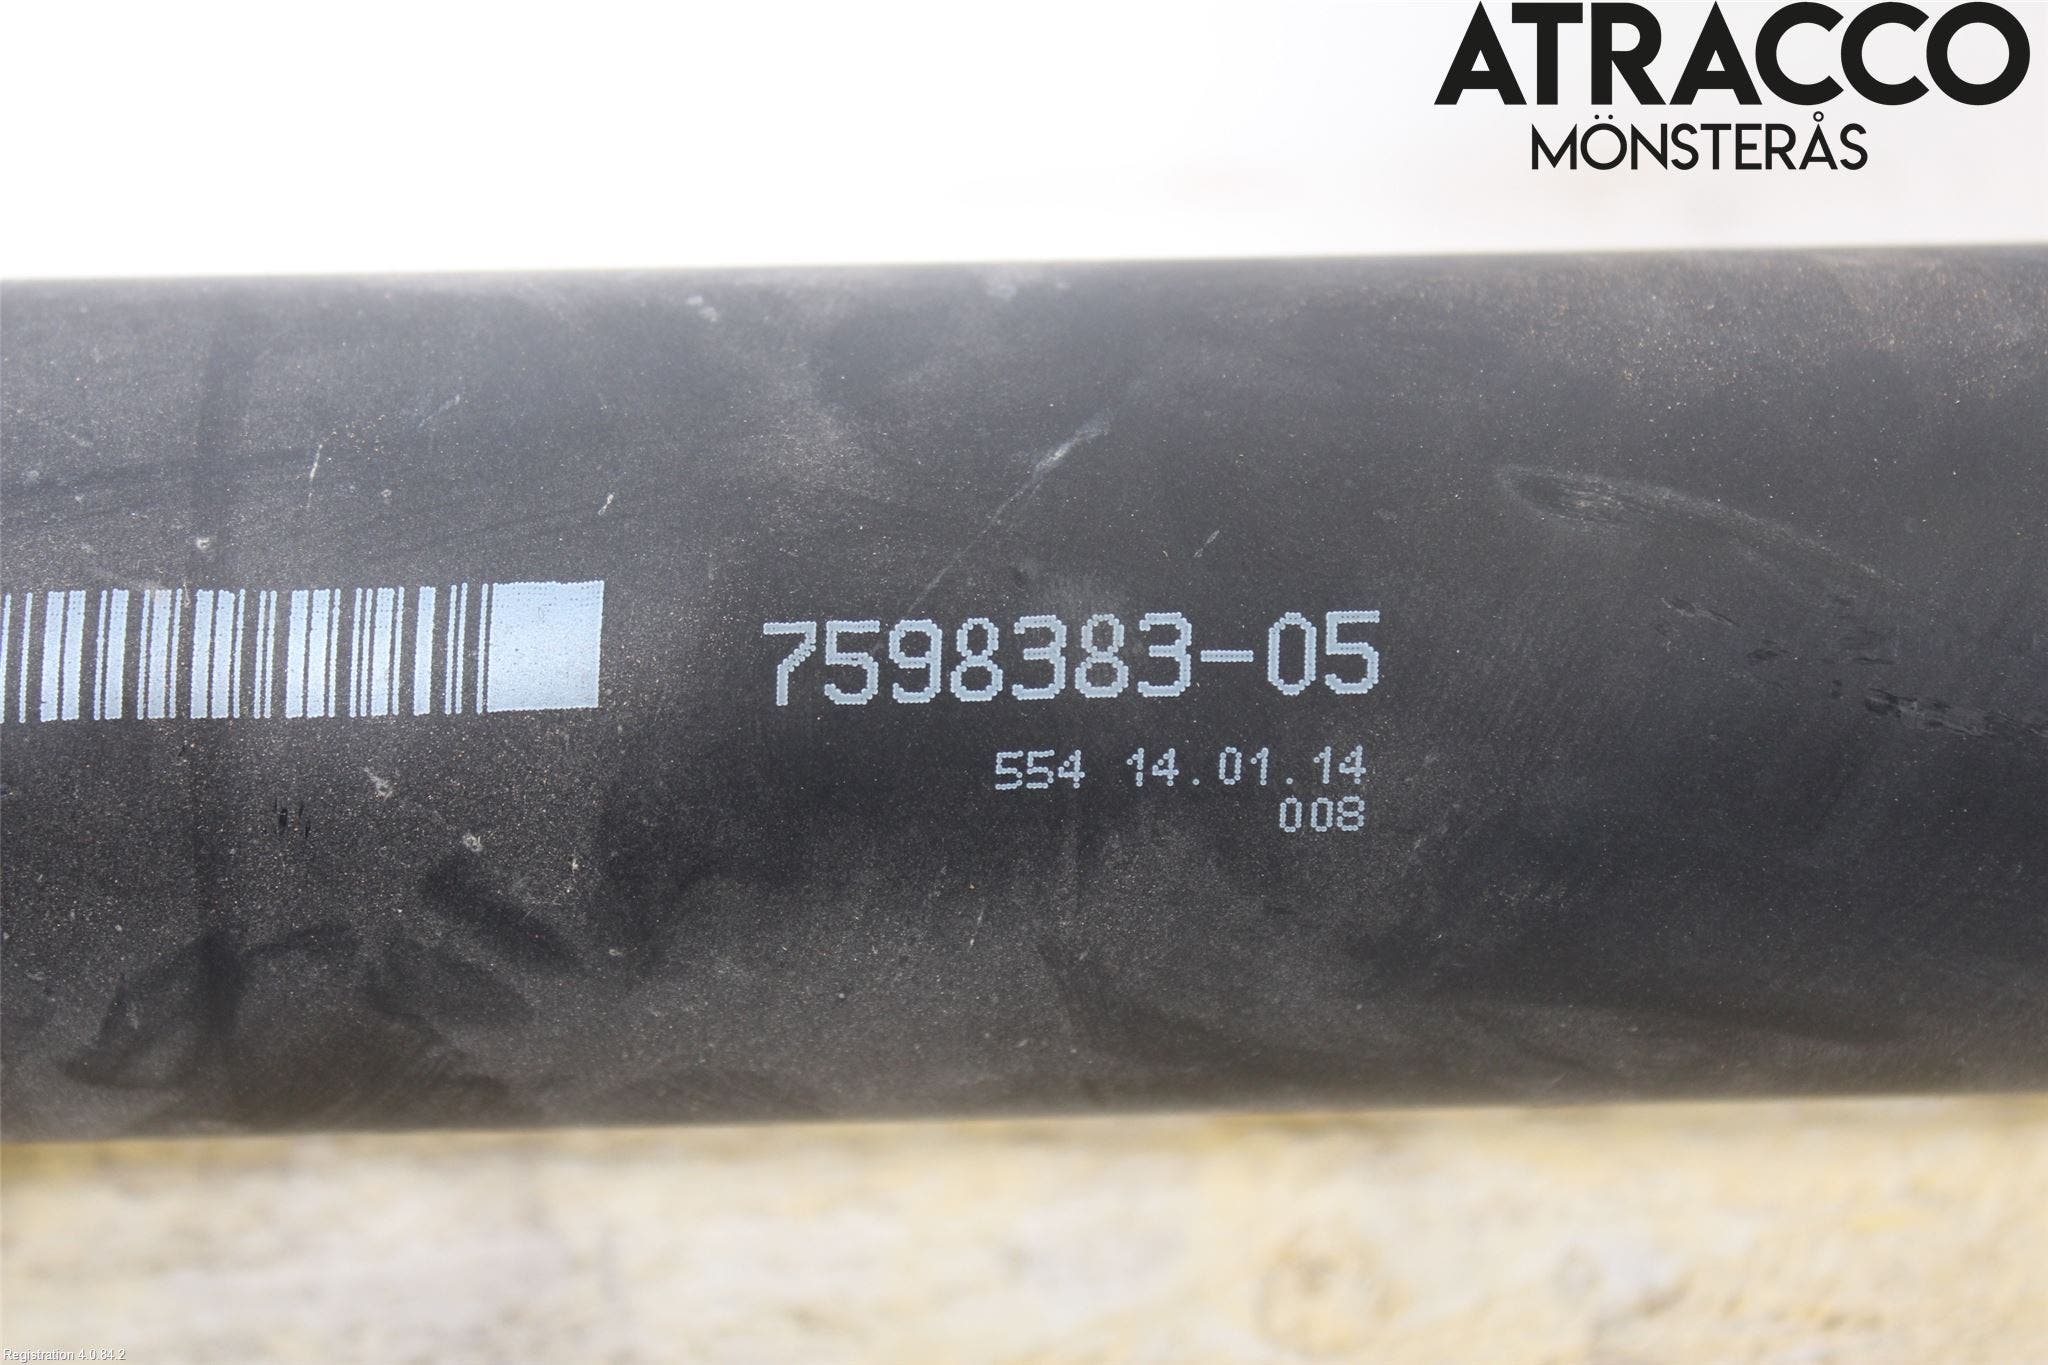 ATRACCO
MÖNSTERÅS
7598383-05
554 14.01.14
008
Registration 4.0.84.2